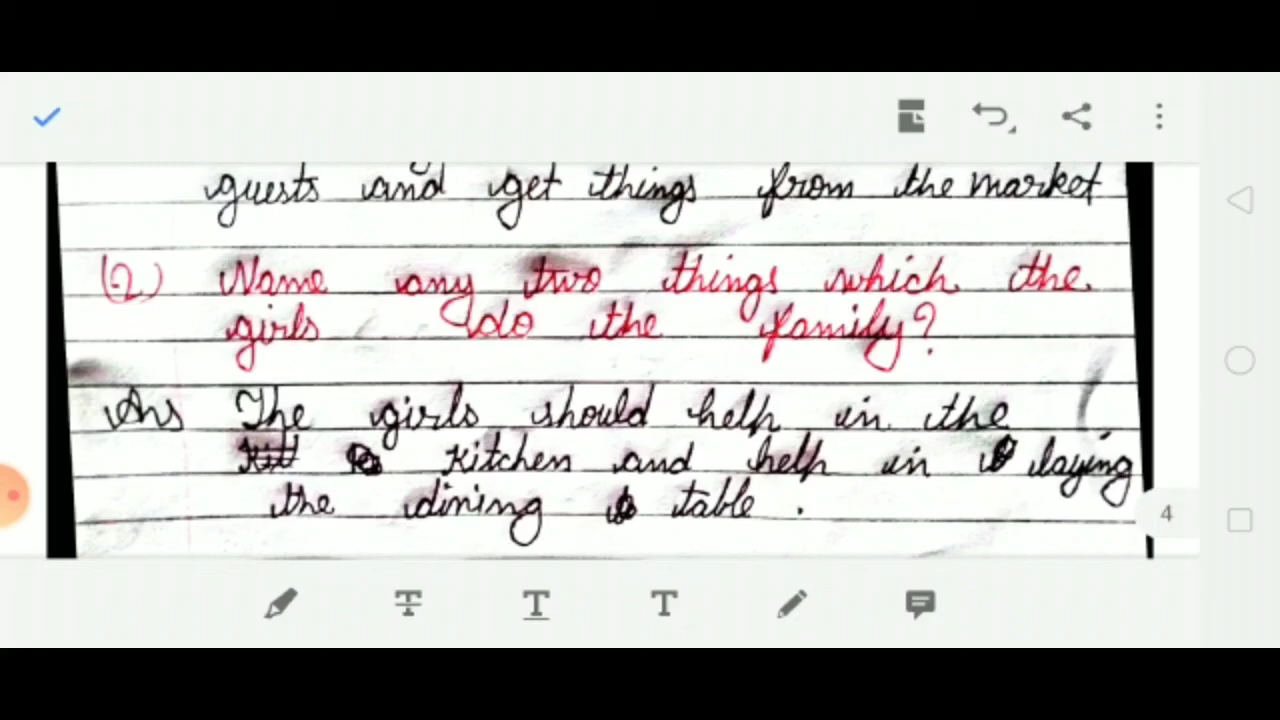 guests and get things from the market
(2) Name any two things which the
girls do the family?
Ans The girls should help in the
Kitchen and help in laying
the dining table .
4
T
T
T